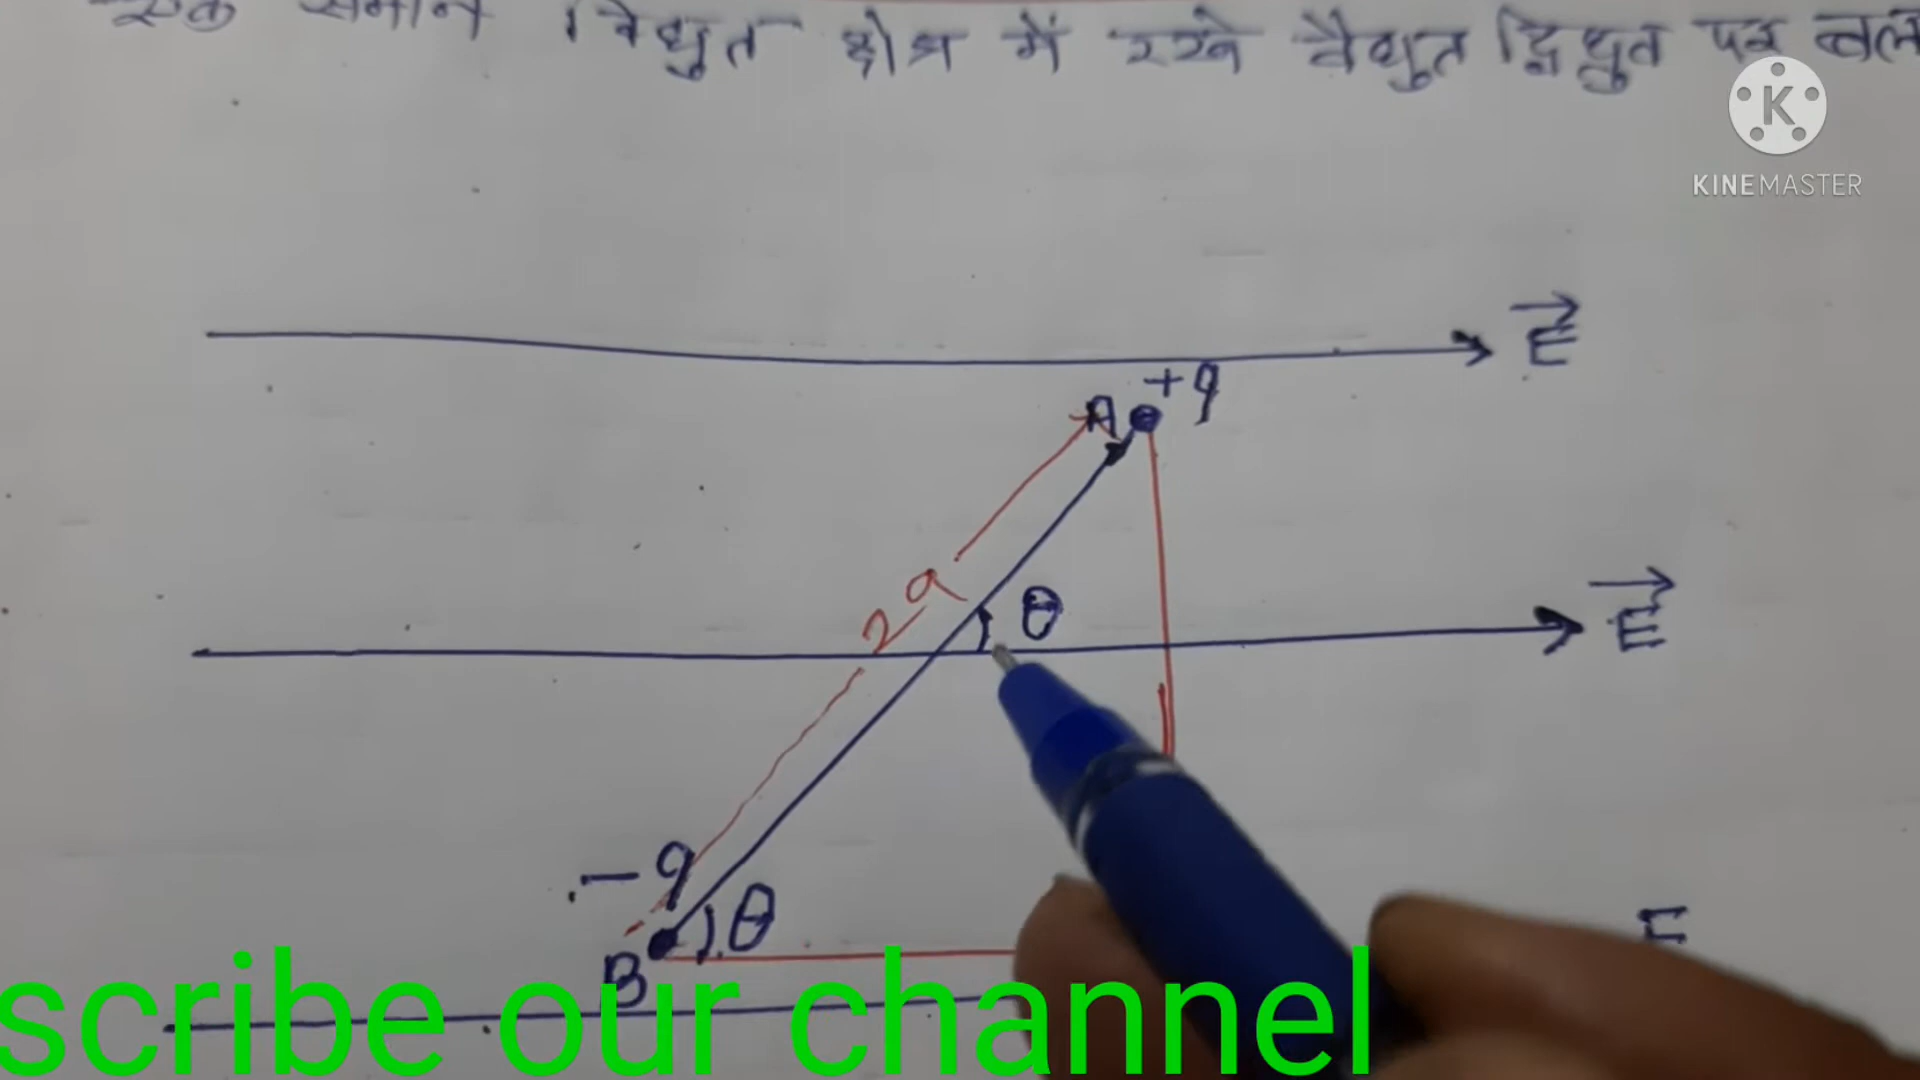 एक समान विद्युत क्षेत्र में रखे वैद्युत द्विध्रुव पर बल
KINEMASTER
E
A +q
2a
θ
E
-q
θ
B
E
scribe our channel